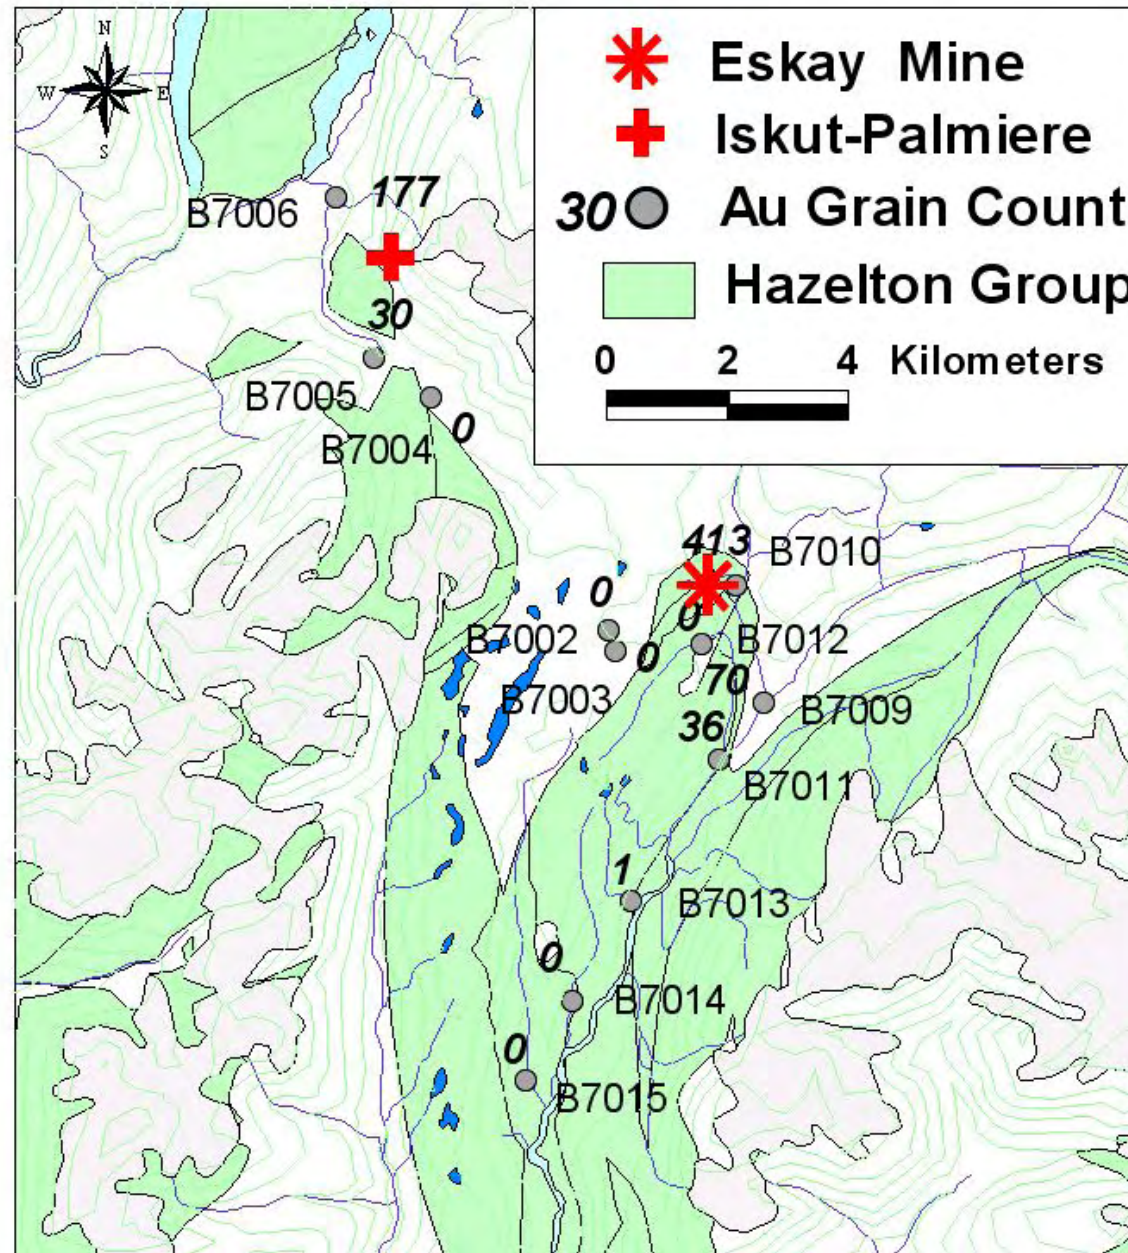 N
W E
S
Eskay Mine
Iskut-Palmiere
30 Au Grain Count
Hazelton Group
0 2 4 Kilometers
177
B7006
30
B7005
0
B7004
413
B7010
0
B7002
0
B7012
0
B7003
70
B7009
36
B7011
1
B7013
0
B7014
0
B7015